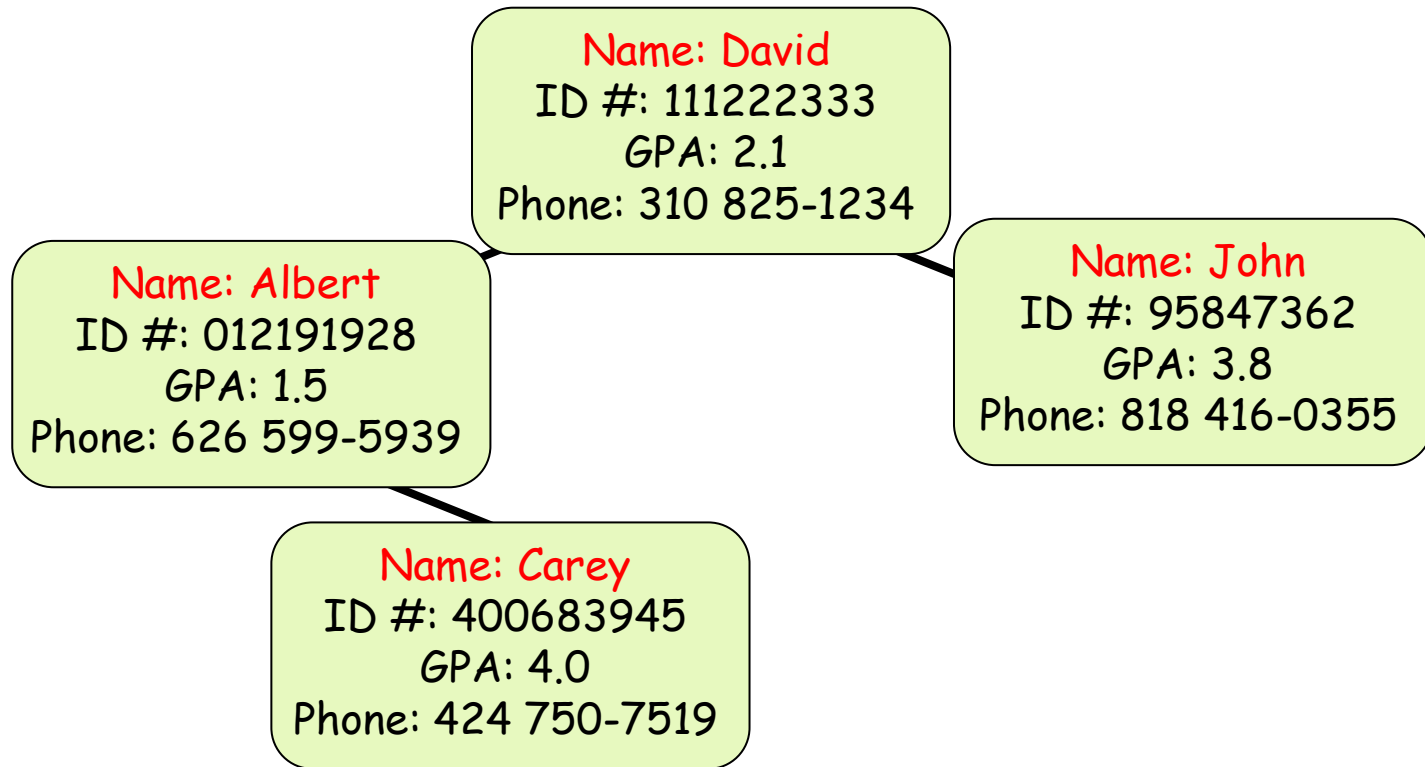 Name: David
ID #: 111222333
GPA: 2.1
Phone: 310 825-1234
Name: Albert
ID #: 012191928
GPA: 1.5
Phone: 626 599-5939
Name: John
ID #: 95847362
GPA: 3.8
Phone: 818 416-0355
Name: Carey
ID #: 400683945
GPA: 4.0
Phone: 424 750-7519